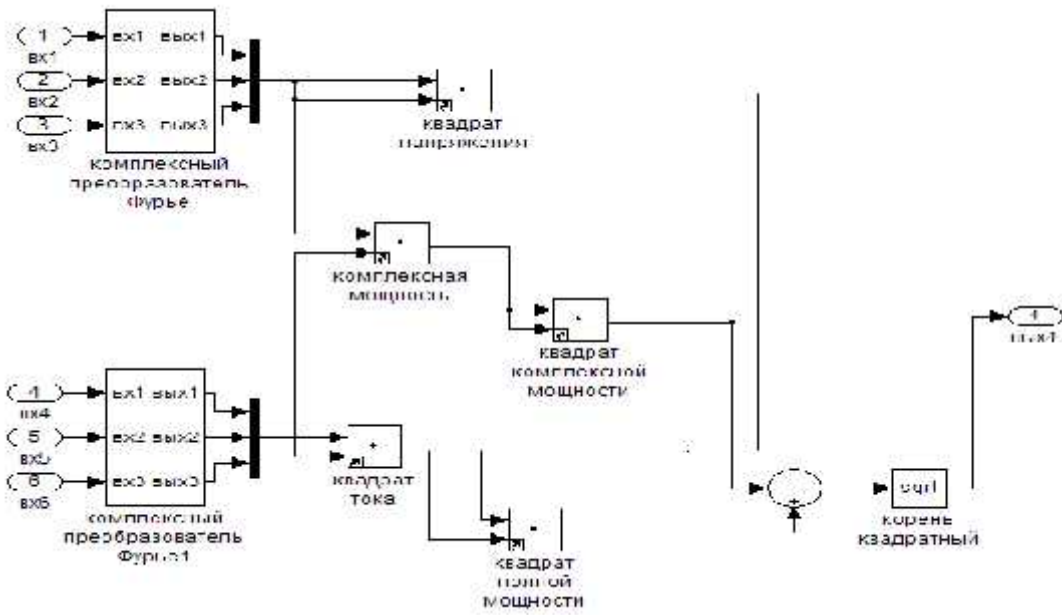 1
вх1
2
вх2
3
вх3
вх1 вых1
вх2 вых2
вх3 вых3
комплексный
преобразователь
Фурье
квадрат
напряжения
комплексная
мощность
квадрат
комплексной
мощности
4
вых4
4
вх4
5
вх5
6
вх6
вх1 вых1
вх2 вых2
вх3 вых3
комплексный
преобразователь
Фурье1
квадрат
тока
квадрат
полной
мощности
+
sqrt
корень
квадратный